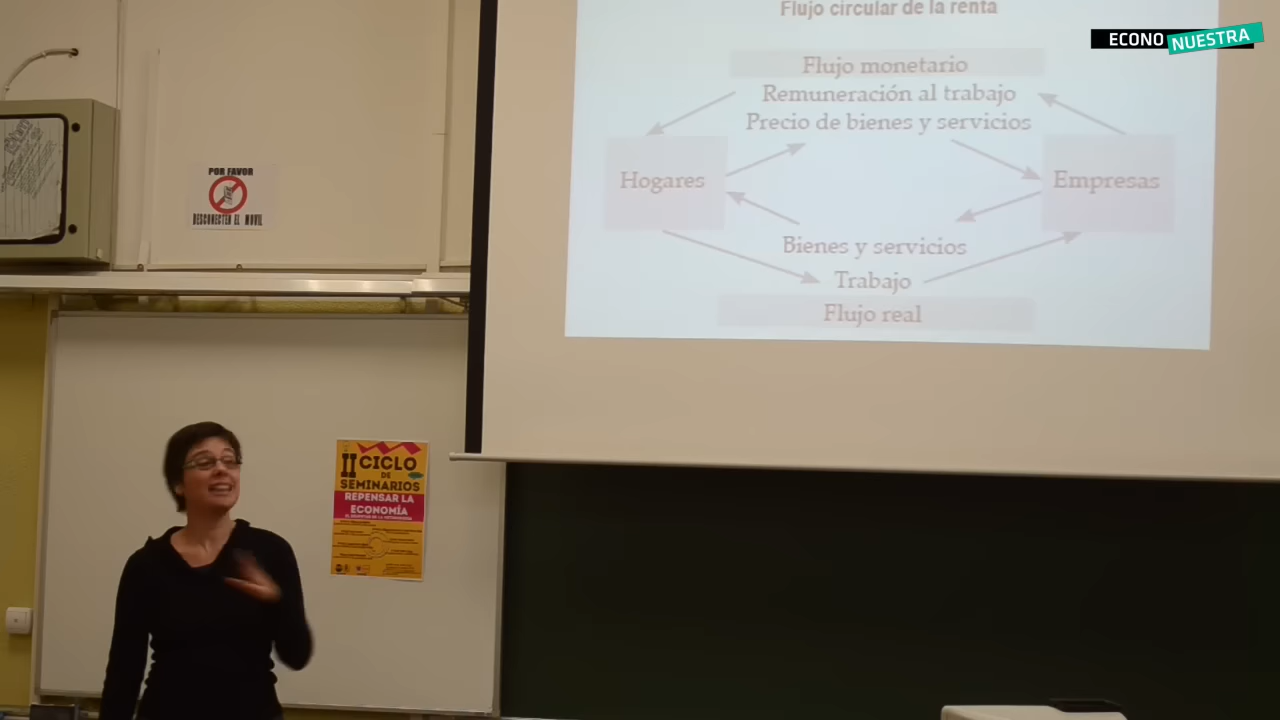 Flujo circular de la renta
ECONO NUESTRA
Flujo monetario
Remuneración al trabajo
Precio de bienes y servicios
Hogares
Empresas
Bienes y servicios
Trabajo
Flujo real
POR FAVOR
DESCONECTEN EL MOVIL
II CICLO
DE
SEMINARIOS
REPENSAR LA
ECONOMÍA